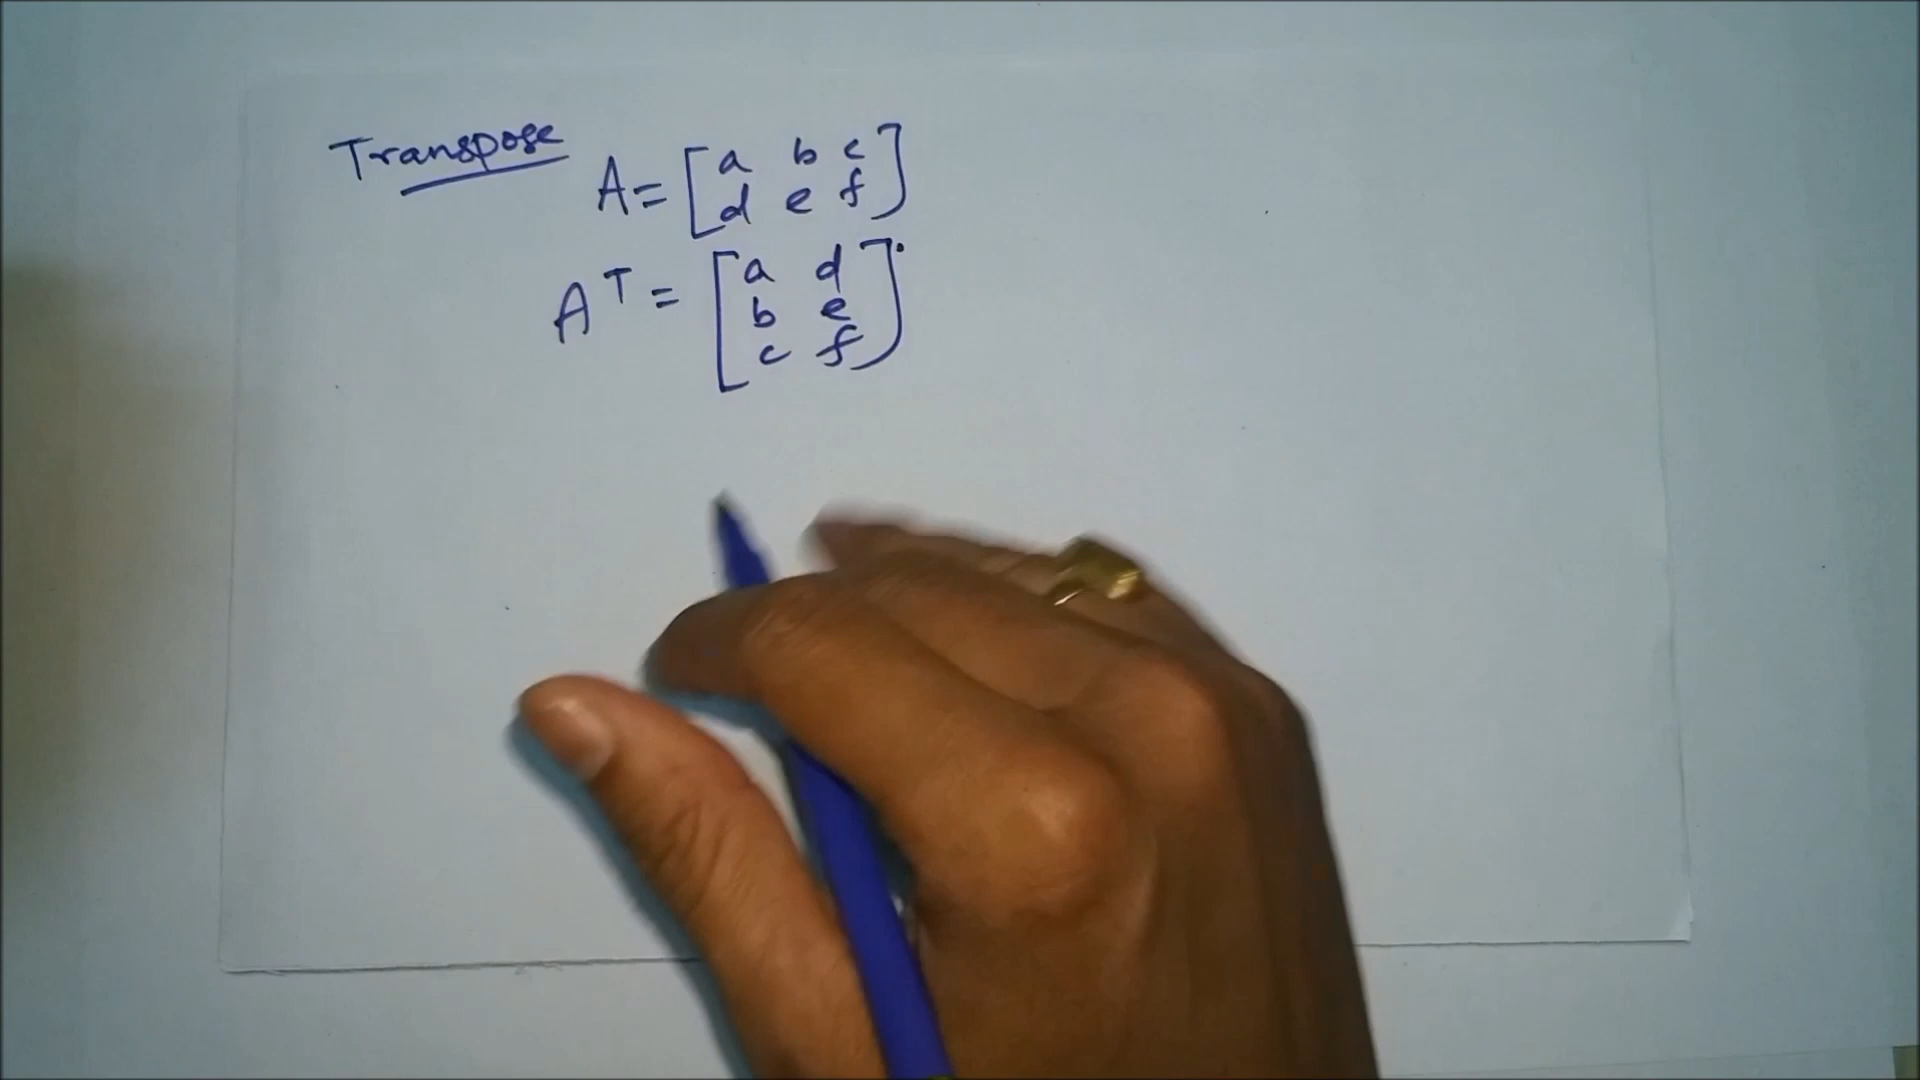 Transpose A = [a b c
d e f]
A^T = [a d
b e
c f]